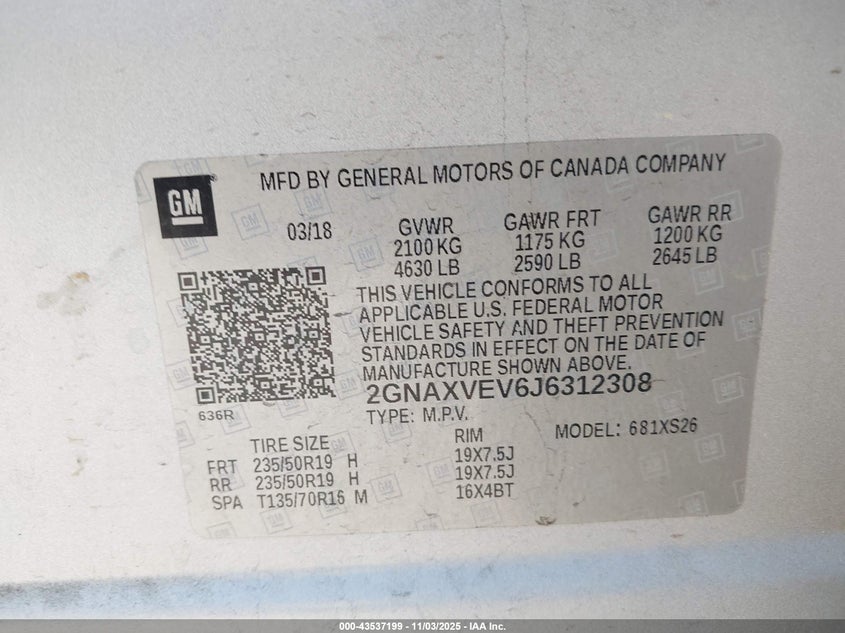 GM
MFD BY GENERAL MOTORS OF CANADA COMPANY
03/18
GVWR GAWR FRT GAWR RR
2100 KG 1175 KG 1200 KG
4630 LB 2590 LB 2645 LB
THIS VEHICLE CONFORMS TO ALL
APPLICABLE U.S. FEDERAL MOTOR
VEHICLE SAFETY AND THEFT PREVENTION
STANDARDS IN EFFECT ON THE DATE OF
MANUFACTURE SHOWN ABOVE.
2GNAXVEV6J6312308
636R
TYPE: M.P.V.
MODEL: 681XS26
TIRE SIZE RIM
FRT 235/50R19 H 19X7.5J
RR 235/50R19 H 19X7.5J
SPA T135/70R16 M 16X4BT
000-43537199 - 11/03/2025 - IAA Inc.